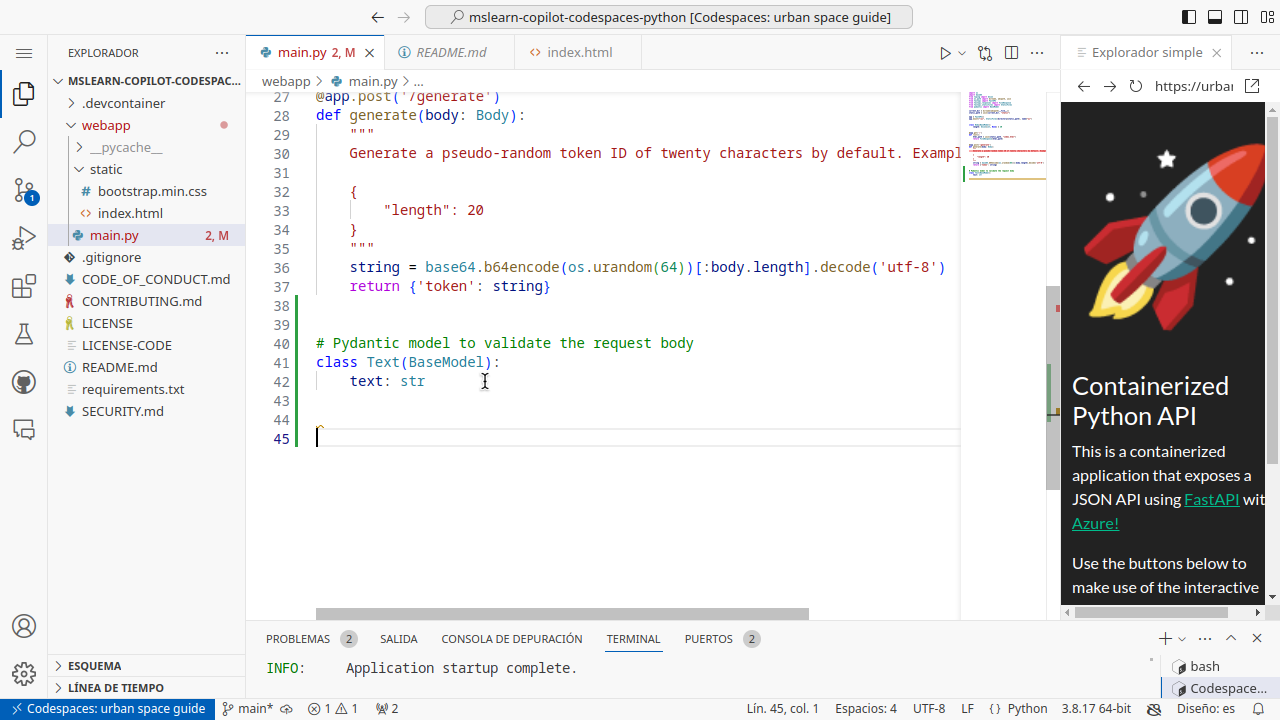 mslearn-copilot-codespaces-python [Codespaces: urban space guide]
EXPLORADOR
main.py 2, M
README.md
index.html
Explorador simple
MSLEARN-COPILOT-CODESPAC...
webapp
main.py
...
https://urbar
.devcontainer
webapp
__pycache__
static
bootstrap.min.css
index.html
main.py 2, M
.gitignore
CODE_OF_CONDUCT.md
CONTRIBUTING.md
LICENSE
LICENSE-CODE
README.md
requirements.txt
SECURITY.md
ESQUEMA
LÍNEA DE TIEMPO
1
27 @app.post('/generate')
28 def generate(body: Body):
29 """
30 Generate a pseudo-random token ID of twenty characters by default. Exampl
31
32 {
33 "length": 20
34 }
35 """
36 string = base64.b64encode(os.urandom(64))[:body.length].decode('utf-8')
37 return {'token': string}
38
39
40 # Pydantic model to validate the request body
41 class Text(BaseModel):
42 text: str
43
44
45
Containerized
Python API
This is a containerized
application that exposes a
JSON API using FastAPI wit
Azure!
Use the buttons below to
make use of the interactive
PROBLEMAS 2 SALIDA CONSOLA DE DEPURACIÓN TERMINAL PUERTOS 2
INFO: Application startup complete.
bash
Codespace...
Codespaces: urban space guide main* 1 1 2 Lín. 45, col. 1 Espacios: 4 UTF-8 LF Python 3.8.17 64-bit Diseño: es